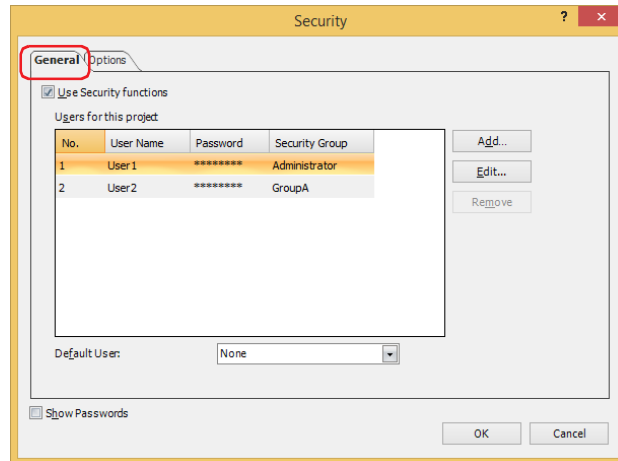 Security ? ×
General Options
Use Security functions
Users for this project
No. User Name Password Security Group Add...
1 User1 ******** Administrator Edit...
2 User2 ******** GroupA Remove
Default User: None
Show Passwords
OK Cancel